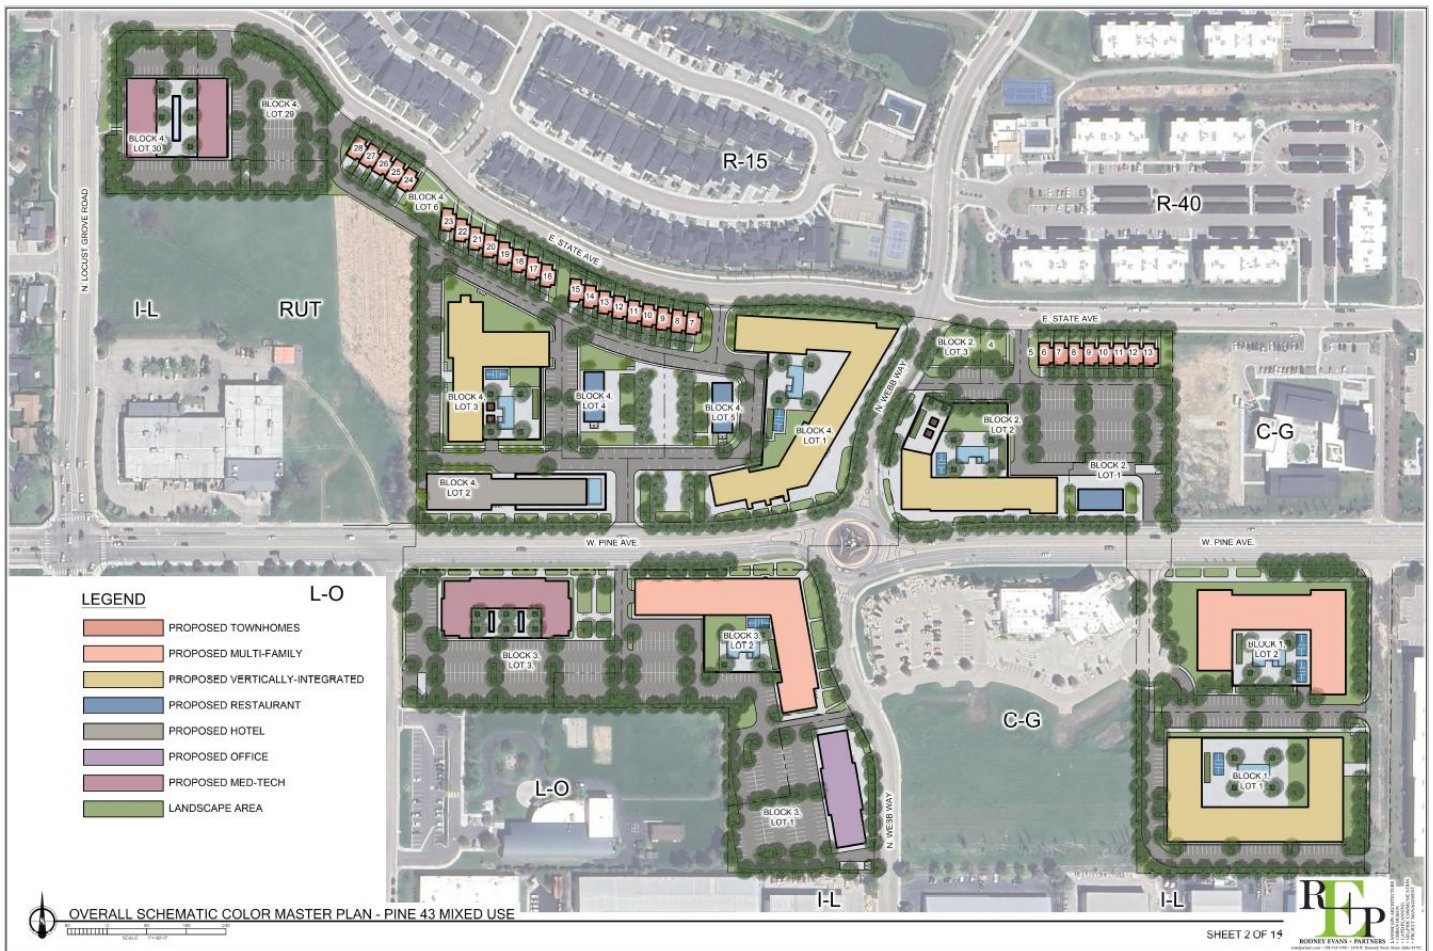 BLOCK 4,
LOT 29
BLOCK 4,
LOT 30
R-15
R-40
28
27
26
25
24
BLOCK 4,
LOT 6
23
22
21
20
19
18
17
16
E. STATE AVE.
N. LOCUST GROVE ROAD
15
14
13
12
11
10
9
8
7
I-L
RUT
E. STATE AVE.
BLOCK 2,
LOT 3
4
5
6
7
8
9
10
11
12
13
N. WEBB WAY
BLOCK 4,
LOT 3
BLOCK 4,
LOT 4
BLOCK 4,
LOT 5
BLOCK 4,
LOT 1
BLOCK 2,
LOT 2
C-G
BLOCK 2,
LOT 1
BLOCK 4,
LOT 2
W. PINE AVE.
W. PINE AVE.
L-O
LEGEND
PROPOSED TOWNHOMES
PROPOSED MULTI-FAMILY
PROPOSED VERTICALLY-INTEGRATED
PROPOSED RESTAURANT
PROPOSED HOTEL
PROPOSED OFFICE
PROPOSED MED-TECH
LANDSCAPE AREA
BLOCK 3,
LOT 3,
BLOCK 3,
LOT 2
BLOCK 1,
LOT 2
C-G
L-O
BLOCK 3,
LOT 1
N. WEBB WAY
BLOCK 1,
LOT 1
I-L
I-L
OVERALL SCHEMATIC COLOR MASTER PLAN - PINE 43 MIXED USE
SCALE
SHEET 2 OF 14
REP
RODNEY EVANS + PARTNERS